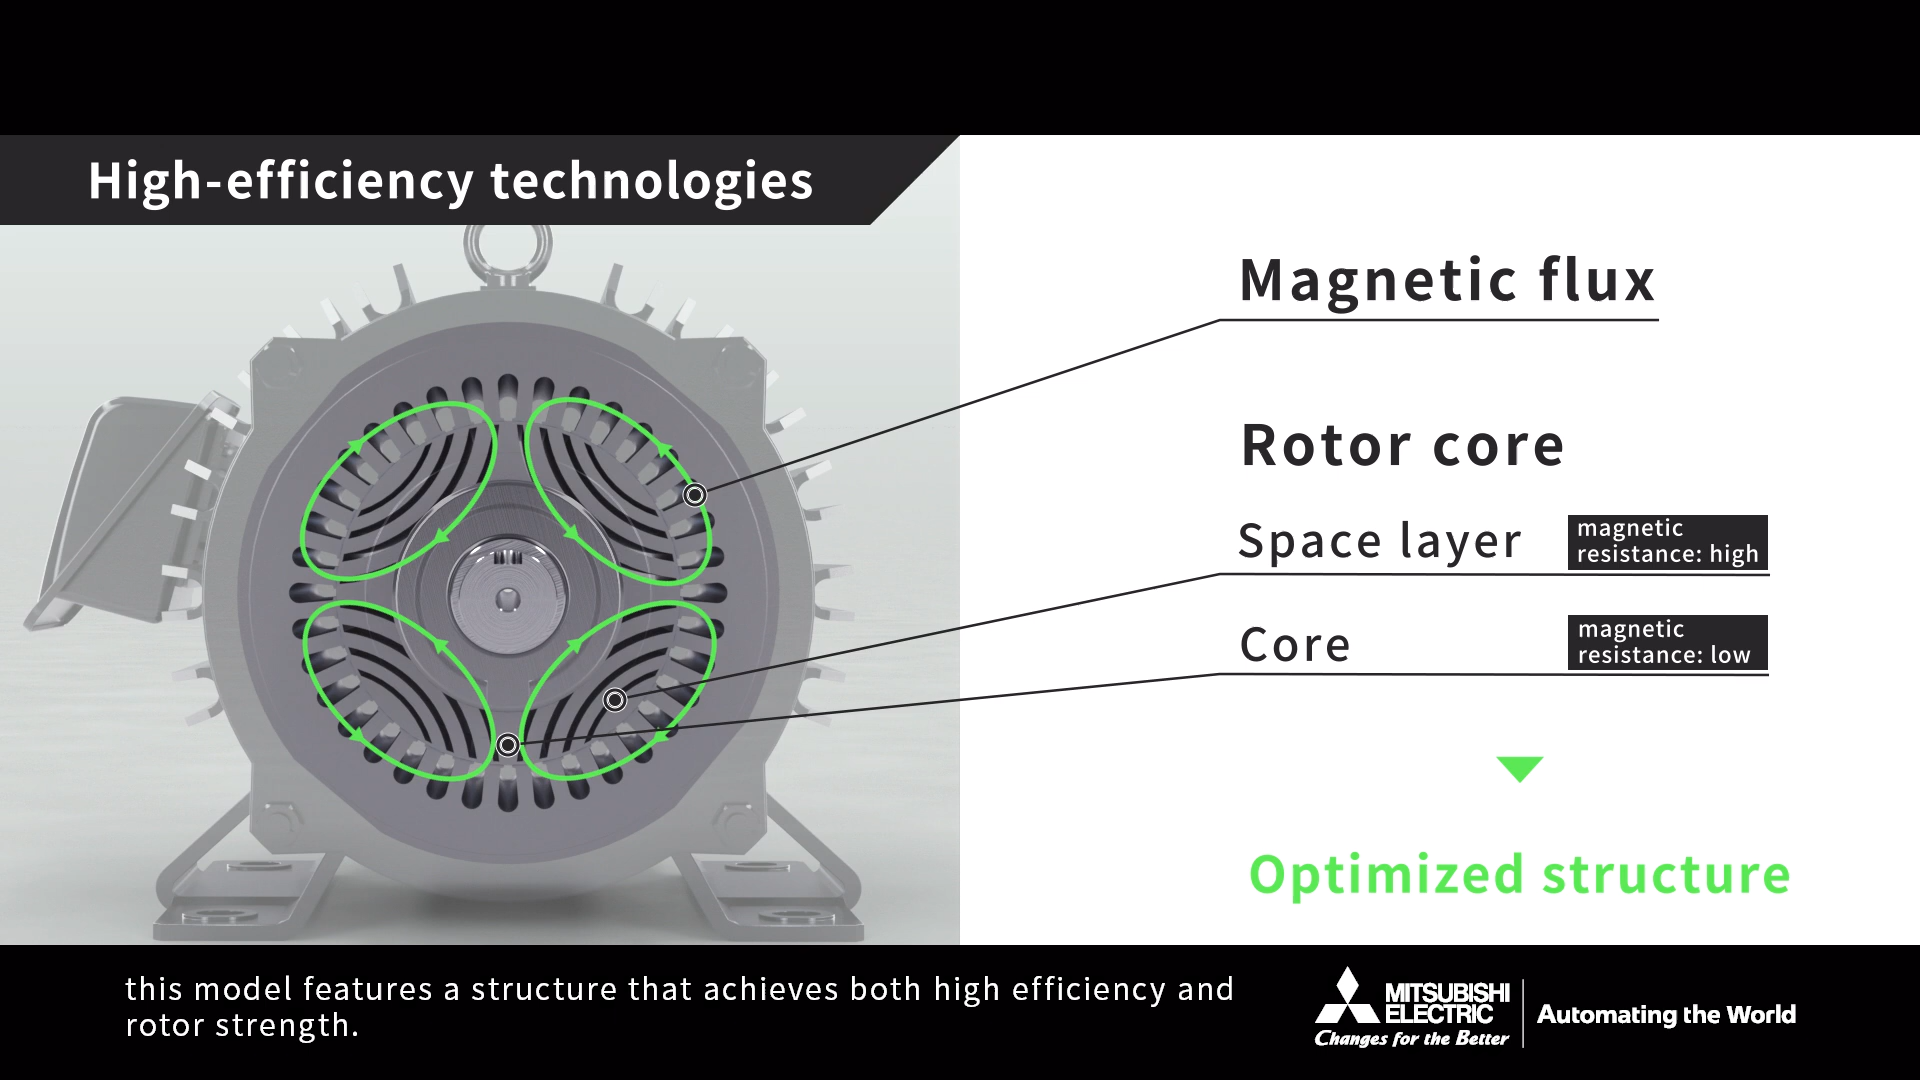 High-efficiency technologies
Magnetic flux
Rotor core
Space layer
magnetic
resistance: high
Core
magnetic
resistance: low
Optimized structure
this model features a structure that achieves both high efficiency and
rotor strength.
MITSUBISHI
ELECTRIC
Changes for the Better
Automating the World